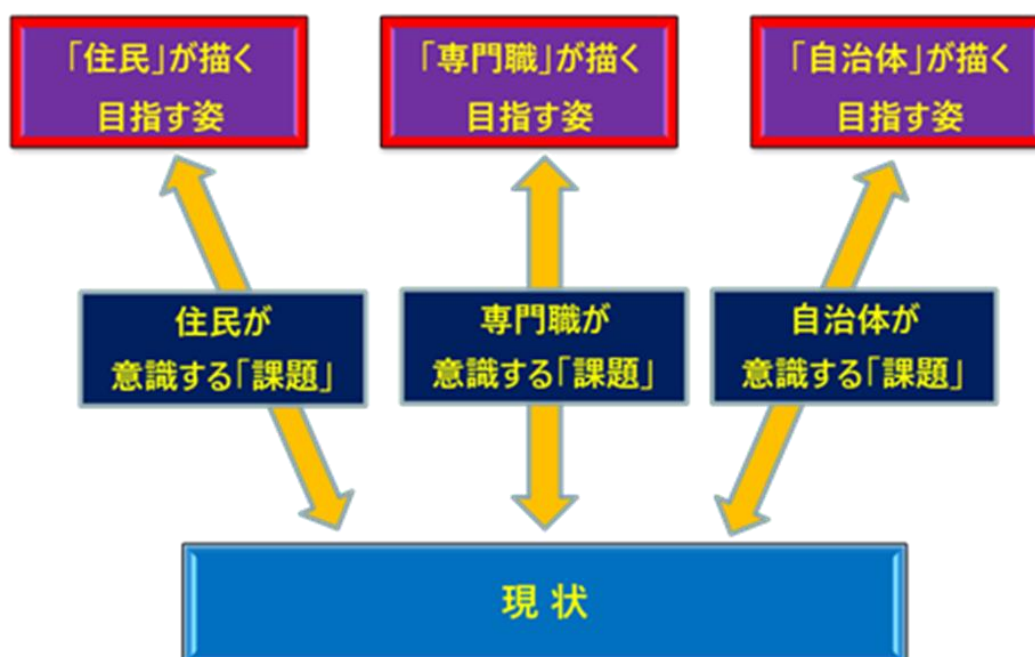 「住民」が描く
目指す姿
「専門職」が描く
目指す姿
「自治体」が描く
目指す姿
住民が
意識する「課題」
専門職が
意識する「課題」
自治体が
意識する「課題」
現 状